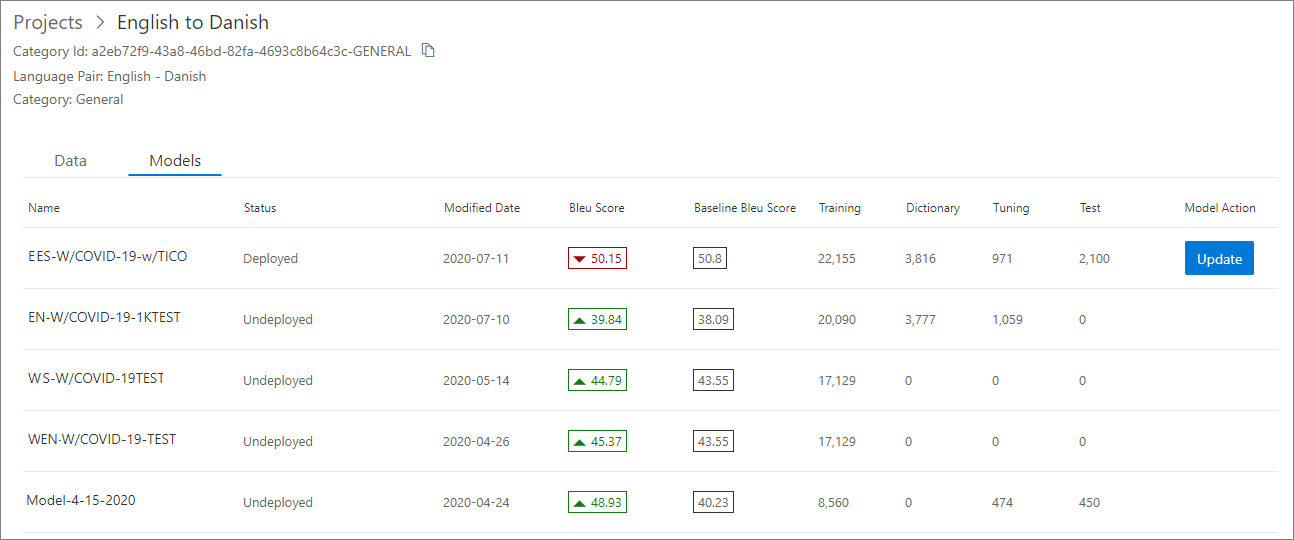 Projects > English to Danish
Category Id: a2eb72f9-43a8-46bd-82fa-4693c8b64c3c-GENERAL
Language Pair: English - Danish
Category: General
Data Models
Name Status Modified Date Bleu Score Baseline Bleu Score Training Dictionary Tuning Test Model Action
EES-W/COVID-19-w/TICO Deployed 2020-07-11 50.15 50.8 22,155 3,816 971 2,100 Update
EN-W/COVID-19-1KTEST Undeployed 2020-07-10 39.84 38.09 20,090 3,777 1,059 0
WS-W/COVID-19TEST Undeployed 2020-05-14 44.79 43.55 17,129 0 0 0
WEN-W/COVID-19-TEST Undeployed 2020-04-26 45.37 43.55 17,129 0 0 0
Model-4-15-2020 Undeployed 2020-04-24 48.93 40.23 8,560 0 474 450